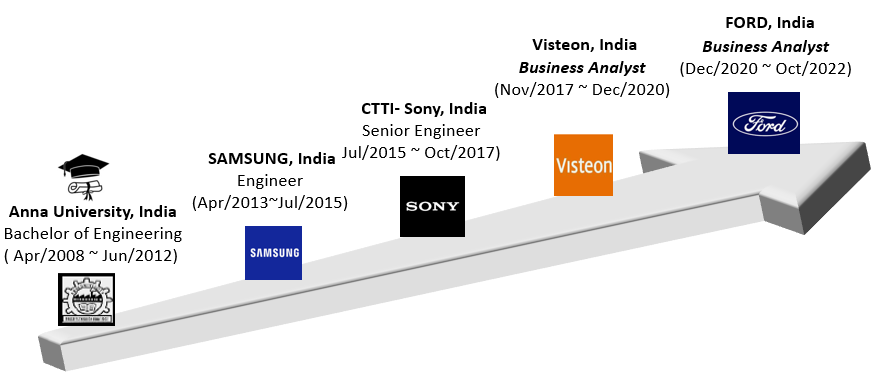 Anna University, India
Bachelor of Engineering
( Apr/2008 ~ Jun/2012)
SAMSUNG, India
Engineer
(Apr/2013~Jul/2015)
SAMSUNG
CTTI- Sony, India
Senior Engineer
Jul/2015 ~ Oct/2017)
SONY
Visteon, India
Business Analyst
(Nov/2017 ~ Dec/2020)
Visteon
FORD, India
Business Analyst
(Dec/2020 ~ Oct/2022)
Ford